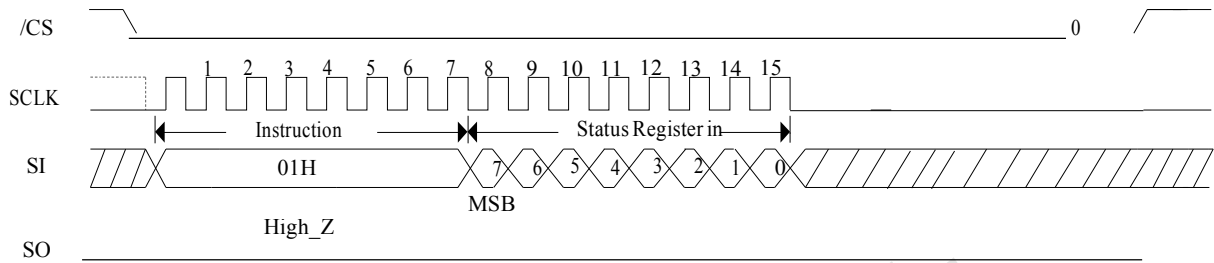 /CS 0
1 2 3 4 5 6 7 8 9 10 11 12 13 14 15
SCLK
Instruction Status Register in
SI 01H 7 6 5 4 3 2 1 0
MSB
High_Z
SO